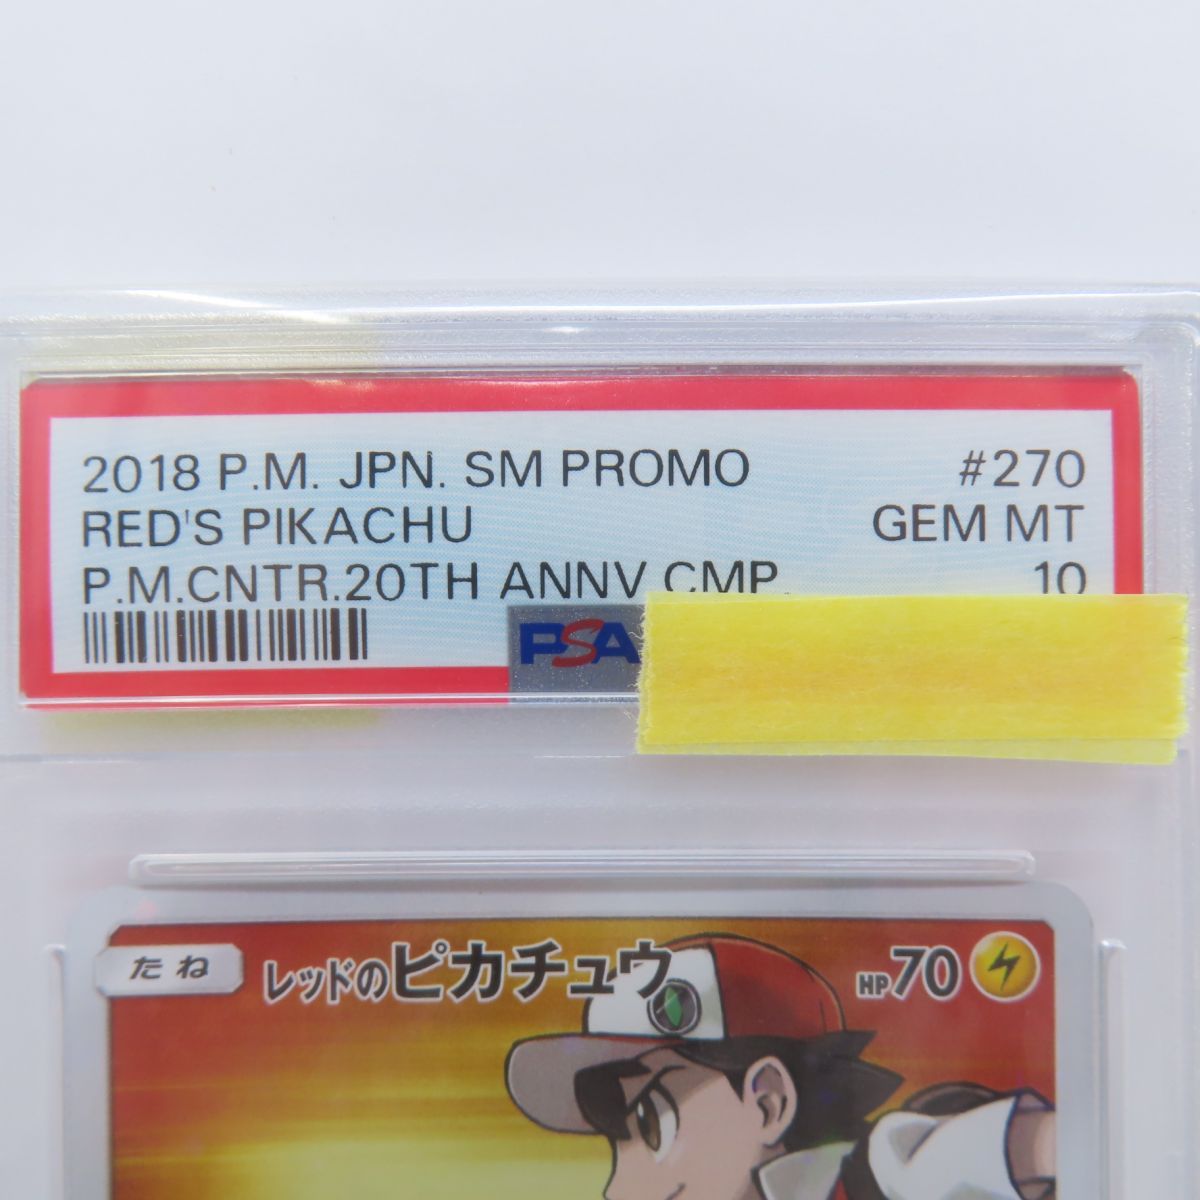 2018 P.M. JPN. SM PROMO #270
RED'S PIKACHU GEM MT
P.M.CNTR.20TH ANNV CMP 10
PSA
たね レッドのピカチュウ HP70